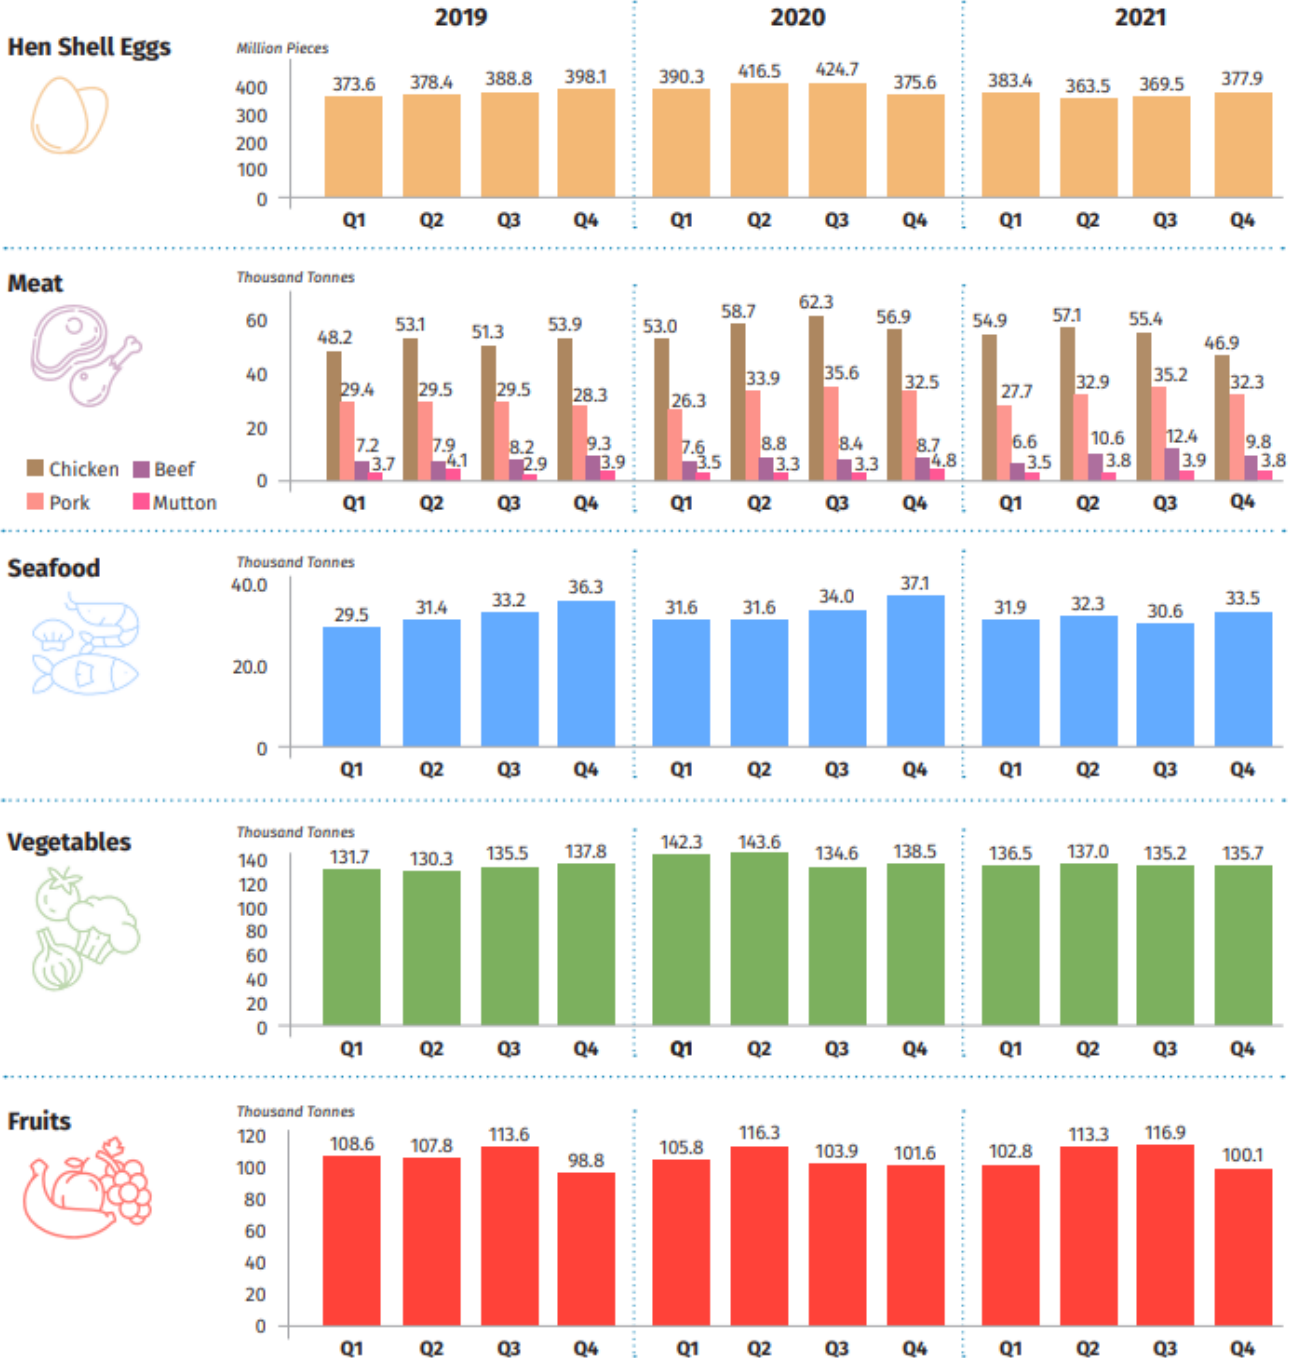 2019 2020 2021
Hen Shell Eggs
Million Pieces
400
300
200
100
0
373.6 378.4 388.8 398.1 390.3 416.5 424.7 375.6 383.4 363.5 369.5 377.9
Q1 Q2 Q3 Q4 Q1 Q2 Q3 Q4 Q1 Q2 Q3 Q4
Meat
Thousand Tonnes
60
40
20
0
48.2 53.1 51.3 53.9 53.0 58.7 62.3 56.9 54.9 57.1 55.4 46.9
29.4 29.5 29.5 28.3 26.3 33.9 35.6 32.5 27.7 32.9 35.2 32.3
7.2 7.9 8.2 9.3 7.6 8.8 8.4 8.7 6.6 10.6 12.4 9.8
3.7 4.1 2.9 3.9 3.5 3.3 3.3 4.8 3.5 3.8 3.9 3.8
Chicken Beef
Pork Mutton
Q1 Q2 Q3 Q4 Q1 Q2 Q3 Q4 Q1 Q2 Q3 Q4
Seafood
Thousand Tonnes
40.0
20.0
0
29.5 31.4 33.2 36.3 31.6 31.6 34.0 37.1 31.9 32.3 30.6 33.5
Q1 Q2 Q3 Q4 Q1 Q2 Q3 Q4 Q1 Q2 Q3 Q4
Vegetables
Thousand Tonnes
140
120
100
80
60
40
20
0
131.7 130.3 135.5 137.8 142.3 143.6 134.6 138.5 136.5 137.0 135.2 135.7
Q1 Q2 Q3 Q4 Q1 Q2 Q3 Q4 Q1 Q2 Q3 Q4
Fruits
Thousand Tonnes
120
100
80
60
40
20
0
108.6 107.8 113.6 98.8 105.8 116.3 103.9 101.6 102.8 113.3 116.9 100.1
Q1 Q2 Q3 Q4 Q1 Q2 Q3 Q4 Q1 Q2 Q3 Q4